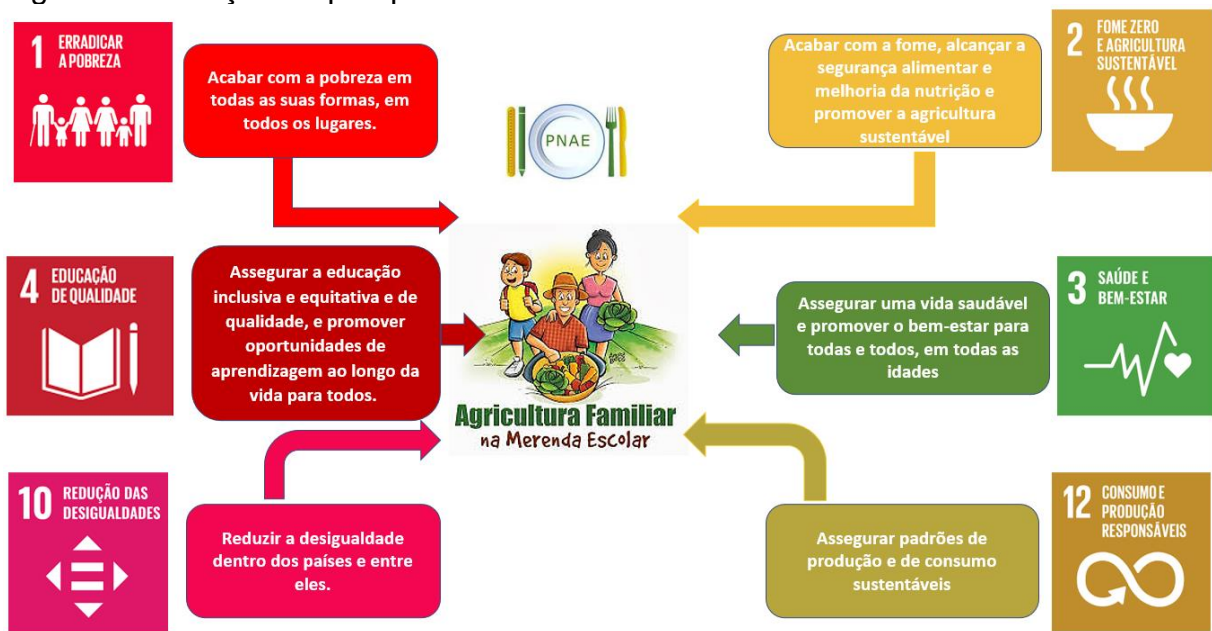 1 ERRADICAR
A POBREZA
Acabar com a pobreza em
todas as suas formas, em
todos os lugares.
PNAE
Acabar com a fome, alcançar a
segurança alimentar e
melhoria da nutrição e
promover a agricultura
sustentável
2 FOME ZERO
E AGRICULTURA
SUSTENTÁVEL
4 EDUCAÇÃO
DE QUALIDADE
Assegurar a educação
inclusiva e equitativa e de
qualidade, e promover
oportunidades de
aprendizagem ao longo da
vida para todos.
Agricultura Familiar
na Merenda Escolar
Assegurar uma vida saudável
e promover o bem-estar para
todas e todos, em todas as
idades
3 SAÚDE E
BEM-ESTAR
10 REDUÇÃO DAS
DESIGUALDADES
Reduzir a desigualdade
dentro dos países e entre
eles.
Assegurar padrões de
produção e de consumo
sustentáveis
12 CONSUMO E
PRODUÇÃO
RESPONSÁVEIS